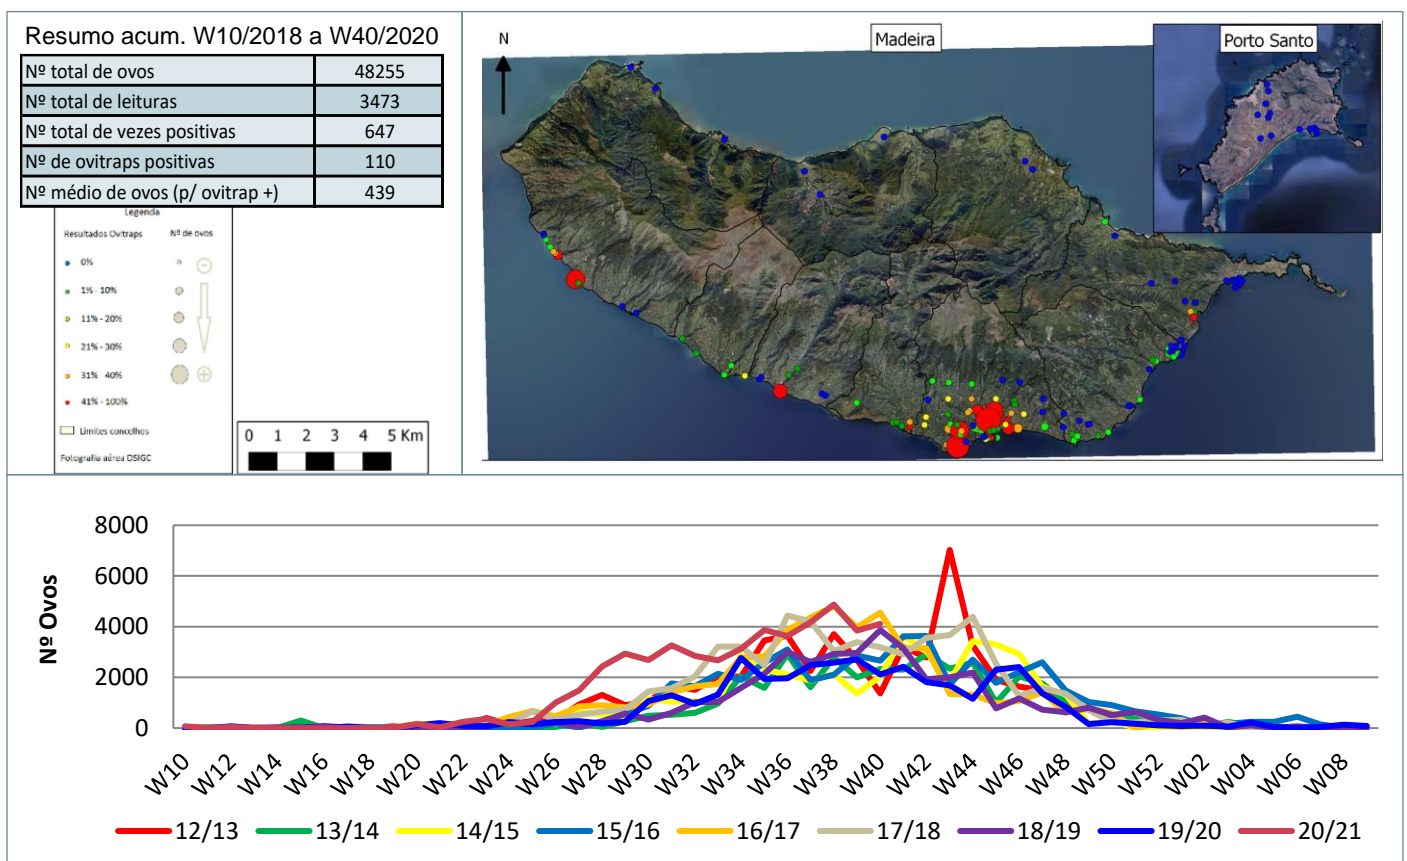 Resumo acum. W10/2018 a W40/2020
Nº total de ovos 48255
Nº total de leituras 3473
Nº total de vezes positivas 647
Nº de ovitraps positivas 110
Nº médio de ovos (p/ ovitrap +) 439
Legenda
Resultados Ovitraps Nº de ovos
0%
1% - 10%
11% - 20%
21% - 30%
31% - 40%
41% - 100%
Limites concelhos
Fotografia aérea DSIGC
0 1 2 3 4 5 Km
N
Madeira
Porto Santo
Nº Ovos
8000
6000
4000
2000
0
W10 W12 W14 W16 W18 W20 W22 W24 W26 W28 W30 W32 W34 W36 W38 W40 W42 W44 W46 W48 W50 W52 W02 W04 W06 W08
12/13 13/14 14/15 15/16 16/17 17/18 18/19 19/20 20/21